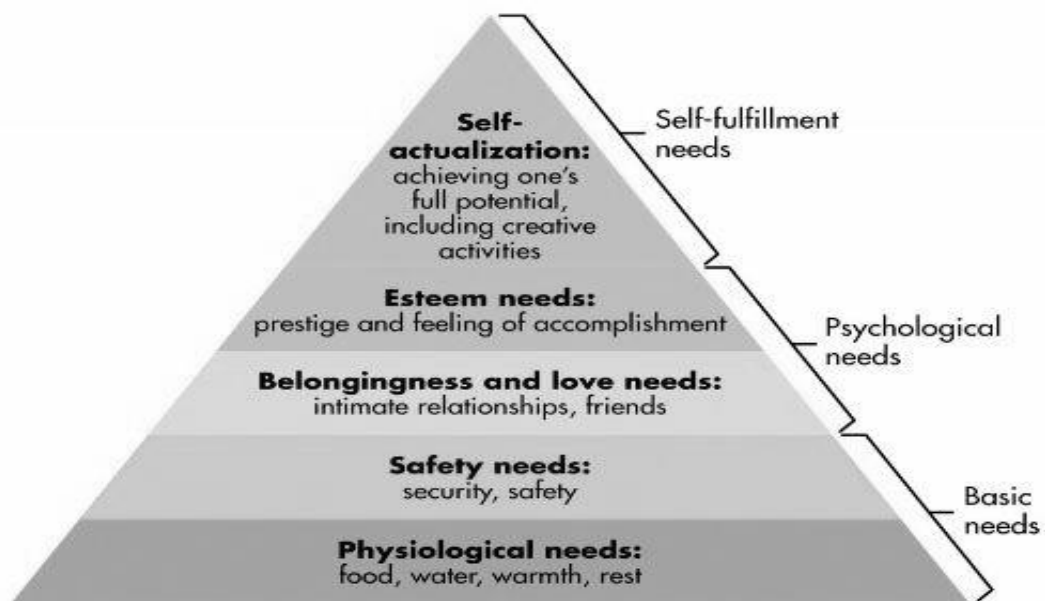 Self-
actualization:
achieving one's
full potential,
including creative
activities
Esteem needs:
prestige and feeling of accomplishment
Belongingness and love needs:
intimate relationships, friends
Safety needs:
security, safety
Physiological needs:
food, water, warmth, rest
Self-fulfillment
needs
Psychological
needs
Basic
needs